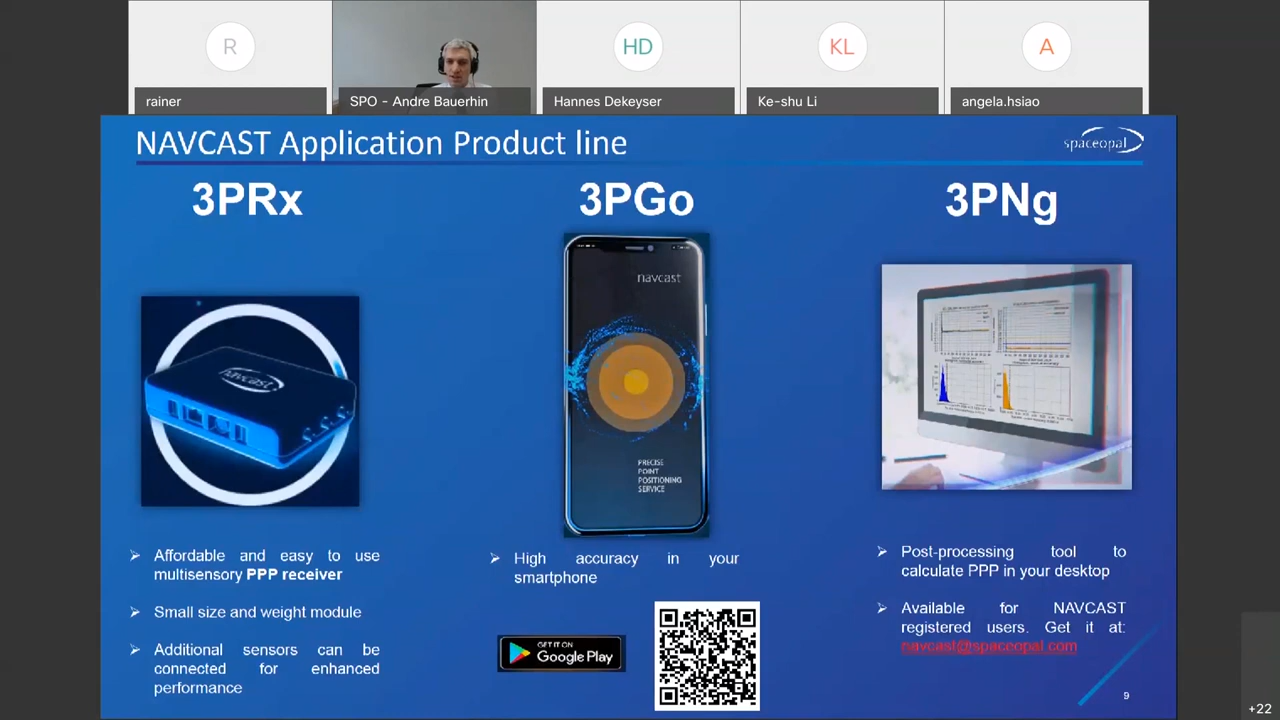 R
HD
KL
A
rainer
SPO - Andre Bauerhin
Hannes Dekeyser
Ke-shu Li
angela.hsiao
NAVCAST Application Product line
spaceopal
3PRx
3PGo
3PNg
navcast
navcast
PRECISE
POINT
POSITIONING
SERVICE
Affordable and easy to use
multisensory PPP receiver
Small size and weight module
Additional sensors can be
connected for enhanced
performance
High accuracy in your
smartphone
GET IT ON
Google Play
Post-processing tool to
calculate PPP in your desktop
Available for NAVCAST
registered users. Get it at:
navcast@spaceopal.com
9
+22